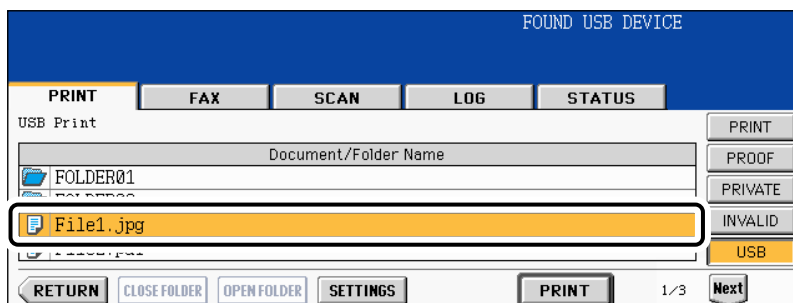 FOUND USB DEVICE
PRINT FAX SCAN LOG STATUS
USB Print
PRINT
Document/Folder Name
PROOF
FOLDER01
PRIVATE
File1.jpg
INVALID
USB
RETURN CLOSE FOLDER OPEN FOLDER SETTINGS PRINT 1/3 Next